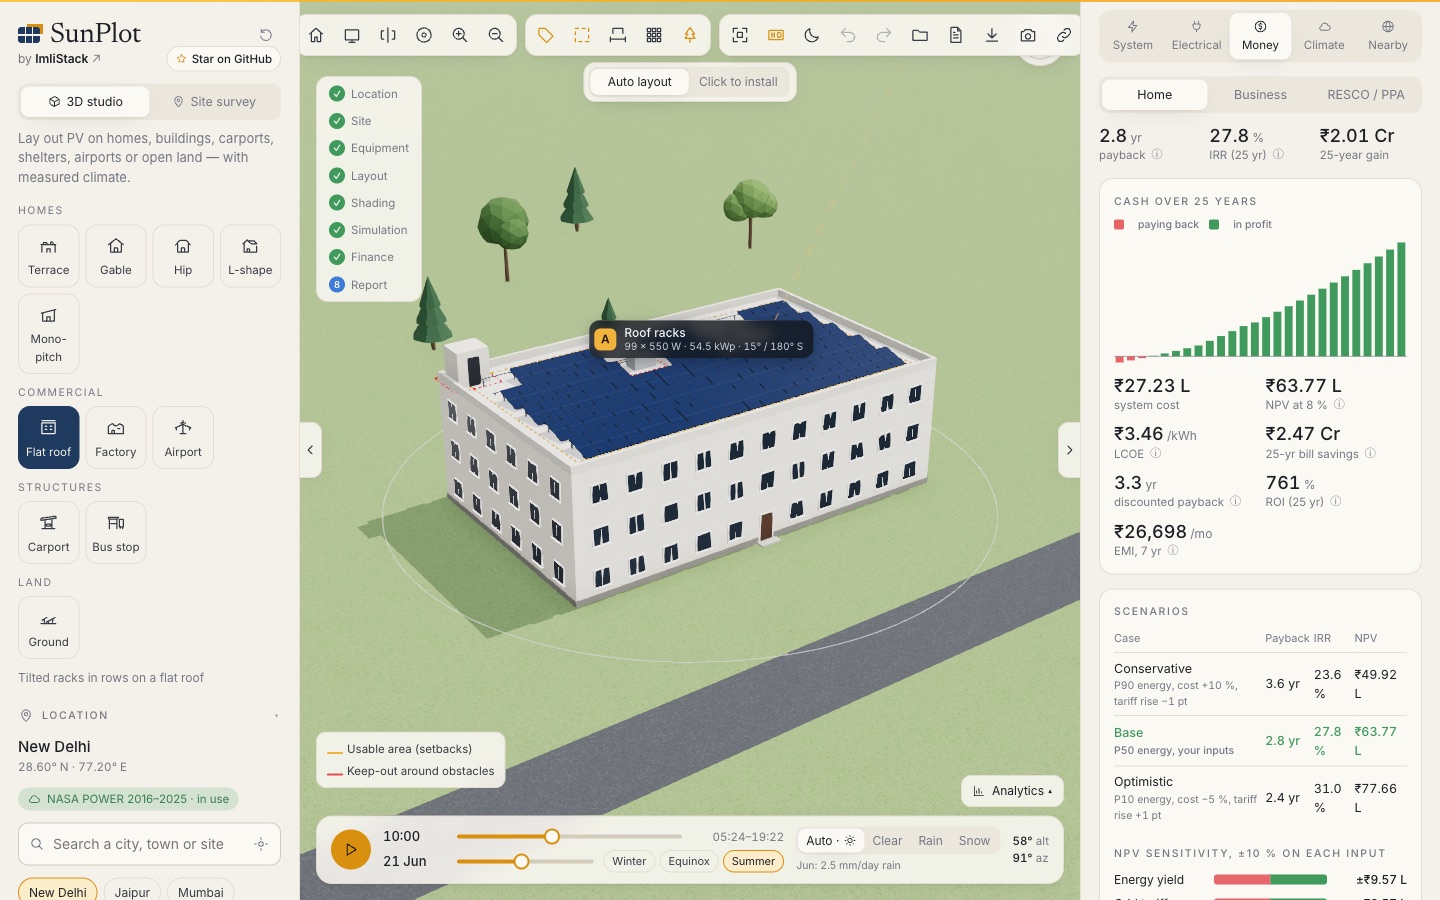 SunPlot
by ImliStack ↗
Star on GitHub
3D studio
Site survey
Lay out PV on homes, buildings, carports,
shelters, airports or open land — with
measured climate.
HOMES
Terrace
Gable
Hip
L-shape
Mono-
pitch
COMMERCIAL
Flat roof
Factory
Airport
STRUCTURES
Carport
Bus stop
LAND
Ground
Tilted racks in rows on a flat roof
LOCATION
New Delhi
28.60° N · 77.20° E
NASA POWER 2016–2025 · in use
Search a city, town or site
New Delhi
Jaipur
Mumbai
HD
Auto layout
Click to install
Location
Site
Equipment
Layout
Shading
Simulation
Finance
8 Report
A
Roof racks
99 × 550 W · 54.5 kWp · 15° / 180° S
Usable area (setbacks)
Keep-out around obstacles
Analytics
10:00
05:24–19:22
21 Jun
Winter
Equinox
Summer
Auto ·
Clear
Rain
Snow
Jun: 2.5 mm/day rain
58° alt
91° az
System
Electrical
Money
Climate
Nearby
Home
Business
RESCO / PPA
2.8 yr
payback
27.8 %
IRR (25 yr)
₹2.01 Cr
25-year gain
CASH OVER 25 YEARS
paying back
in profit
₹27.23 L
system cost
₹63.77 L
NPV at 8 %
₹3.46 /kWh
LCOE
₹2.47 Cr
25-yr bill savings
3.3 yr
discounted payback
761 %
ROI (25 yr)
₹26,698 /mo
EMI, 7 yr
SCENARIOS
Case Payback IRR NPV
Conservative
P90 energy, cost +10 %,
tariff rise −1 pt
3.6 yr
23.6
%
₹49.92
L
Base
P50 energy, your inputs
2.8 yr
27.8
%
₹63.77
L
Optimistic
P10 energy, cost −5 %, tariff
rise +1 pt
2.4 yr
31.0
%
₹77.66
L
NPV SENSITIVITY, ±10 % ON EACH INPUT
Energy yield
±₹9.57 L